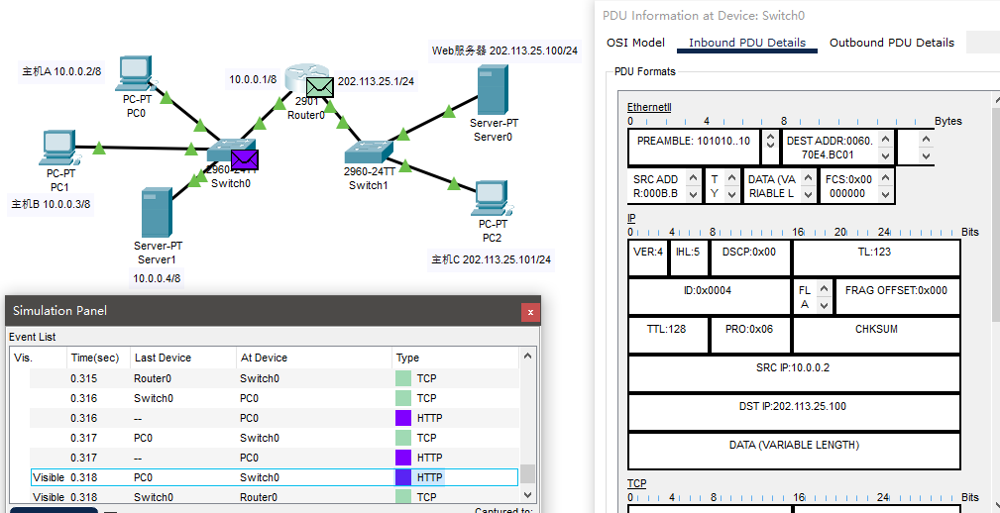 PDU Information at Device: Switch0
OSI Model
Inbound PDU Details
Outbound PDU Details
PDU Formats
EthernetII
0 4 8 Bytes
PREAMBLE: 101010..10
DEST ADDR:0060.
70E4.BC01
SRC ADD
R:000B.B
T
Y
DATA (VA
RIABLE L
FCS:0x00
000000
IP
0 4 8 16 20 24 Bits
VER:4
IHL:5
DSCP:0x00
TL:123
ID:0x0004
FL
A
FRAG OFFSET:0x000
TTL:128
PRO:0x06
CHKSUM
SRC IP:10.0.0.2
DST IP:202.113.25.100
DATA (VARIABLE LENGTH)
TCP
0 4 8 16 20 24 Bits
主机A 10.0.0.2/8
PC-PT
PC0
10.0.0.1/8
2901
Router0
202.113.25.1/24
Web服务器 202.113.25.100/24
Server-PT
Server0
PC-PT
PC1
主机B 10.0.0.3/8
2960-24TT
Switch0
2960-24TT
Switch1
Server-PT
Server1
10.0.0.4/8
PC-PT
PC2
主机C 202.113.25.101/24
Simulation Panel
x
Event List
Vis. Time(sec) Last Device At Device Type
0.315 Router0 Switch0 TCP
0.316 Switch0 PC0 TCP
0.316 -- PC0 HTTP
0.317 PC0 Switch0 TCP
0.317 -- PC0 HTTP
Visible 0.318 PC0 Switch0 HTTP
Visible 0.318 Switch0 Router0 TCP
Captured to: